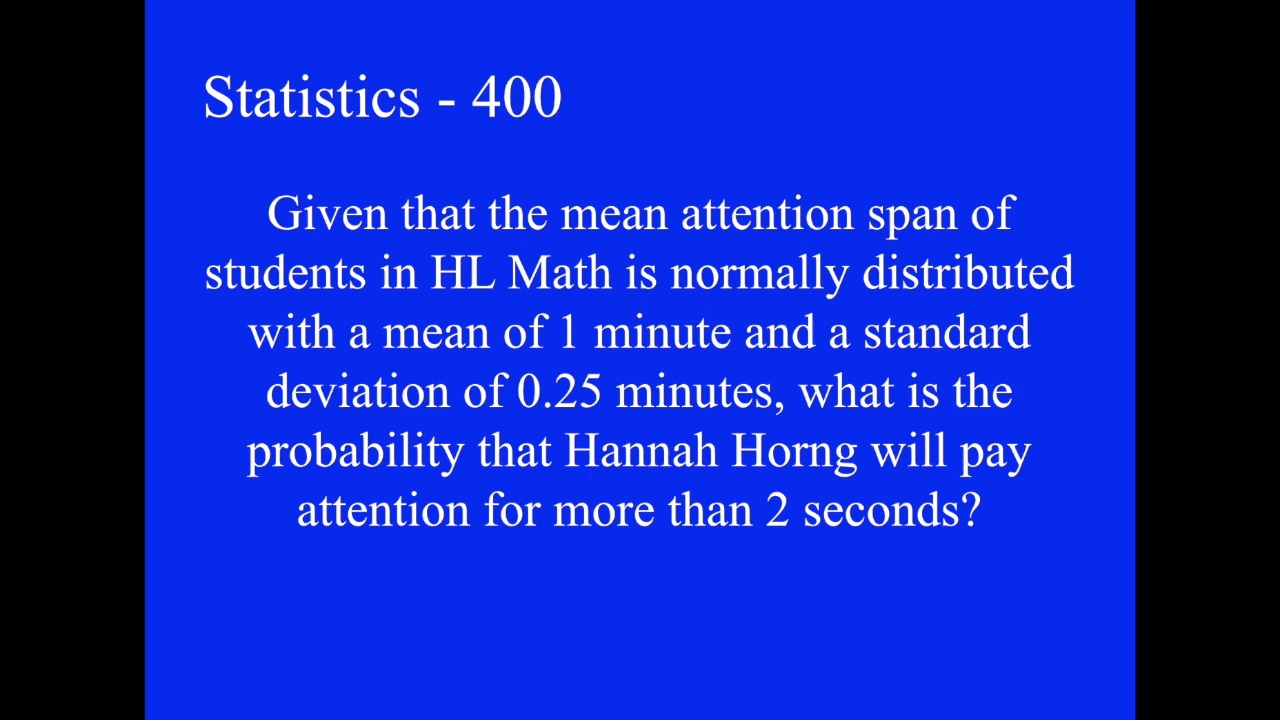 Statistics - 400
Given that the mean attention span of
students in HL Math is normally distributed
with a mean of 1 minute and a standard
deviation of 0.25 minutes, what is the
probability that Hannah Horng will pay
attention for more than 2 seconds?